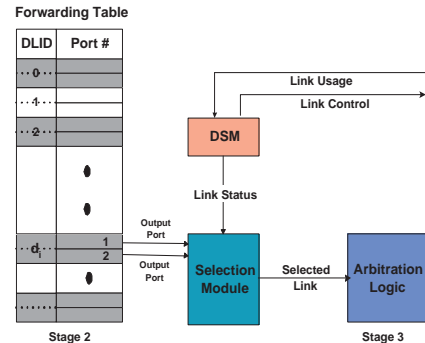 Forwarding Table
DLID Port #
0
1
2
Link Usage
Link Control
DSM
Link Status
Output
Port
d_i 1
2
Output
Port
Selection
Module
Selected
Link
Arbitration
Logic
Stage 2
Stage 3